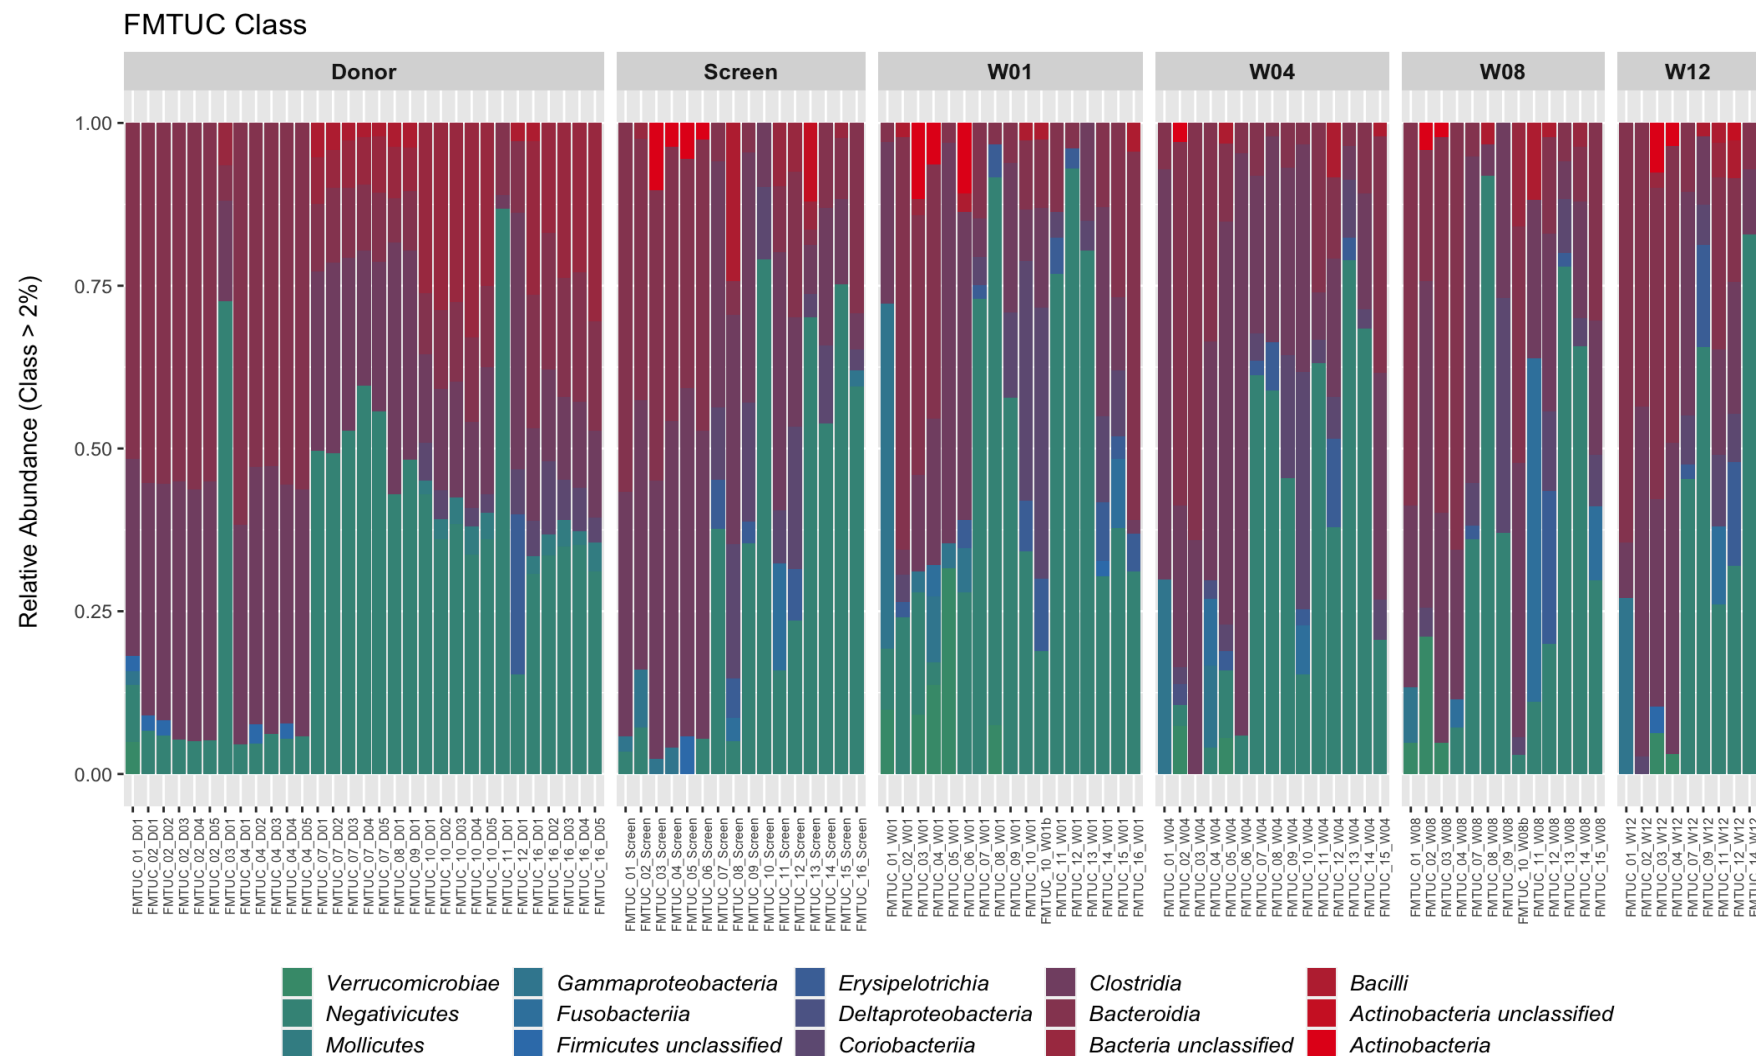 FMTUC Class
Donor
Screen
W01
W04
W08
W12
Relative Abundance (Class > 2%)
1.00
0.75
0.50
0.25
0.00
FMTUC_01_D01
FMTUC_02_D01
FMTUC_02_D02
FMTUC_02_D03
FMTUC_02_D04
FMTUC_02_D05
FMTUC_03_D01
FMTUC_04_D01
FMTUC_04_D02
FMTUC_04_D03
FMTUC_04_D04
FMTUC_04_D05
FMTUC_07_D01
FMTUC_07_D02
FMTUC_07_D03
FMTUC_07_D04
FMTUC_07_D05
FMTUC_08_D01
FMTUC_09_D01
FMTUC_10_D01
FMTUC_10_D02
FMTUC_10_D03
FMTUC_10_D04
FMTUC_10_D05
FMTUC_11_D01
FMTUC_12_D01
FMTUC_16_D01
FMTUC_16_D02
FMTUC_16_D03
FMTUC_16_D04
FMTUC_16_D05
FMTUC_01_Screen
FMTUC_02_Screen
FMTUC_03_Screen
FMTUC_04_Screen
FMTUC_05_Screen
FMTUC_06_Screen
FMTUC_07_Screen
FMTUC_08_Screen
FMTUC_09_Screen
FMTUC_10_Screen
FMTUC_11_Screen
FMTUC_12_Screen
FMTUC_13_Screen
FMTUC_14_Screen
FMTUC_15_Screen
FMTUC_16_Screen
FMTUC_01_W01
FMTUC_02_W01
FMTUC_03_W01
FMTUC_04_W01
FMTUC_05_W01
FMTUC_06_W01
FMTUC_07_W01
FMTUC_08_W01
FMTUC_09_W01
FMTUC_10_W01
FMTUC_10_W01b
FMTUC_11_W01
FMTUC_12_W01
FMTUC_13_W01
FMTUC_14_W01
FMTUC_15_W01
FMTUC_16_W01
FMTUC_01_W04
FMTUC_02_W04
FMTUC_03_W04
FMTUC_04_W04
FMTUC_05_W04
FMTUC_06_W04
FMTUC_07_W04
FMTUC_08_W04
FMTUC_09_W04
FMTUC_10_W04
FMTUC_11_W04
FMTUC_12_W04
FMTUC_13_W04
FMTUC_14_W04
FMTUC_15_W04
FMTUC_01_W08
FMTUC_02_W08
FMTUC_03_W08
FMTUC_04_W08
FMTUC_07_W08
FMTUC_08_W08
FMTUC_09_W08
FMTUC_10_W08b
FMTUC_11_W08
FMTUC_12_W08
FMTUC_13_W08
FMTUC_14_W08
FMTUC_15_W08
FMTUC_01_W12
FMTUC_02_W12
FMTUC_03_W12
FMTUC_04_W12
FMTUC_07_W12
FMTUC_09_W12
FMTUC_11_W12
FMTUC_12_W12
Verrucomicrobiae
Negativicutes
Mollicutes
Gammaproteobacteria
Fusobacteriia
Firmicutes unclassified
Erysipelotrichia
Deltaproteobacteria
Coriobacteriia
Clostridia
Bacteroidia
Bacteria unclassified
Bacilli
Actinobacteria unclassified
Actinobacteria